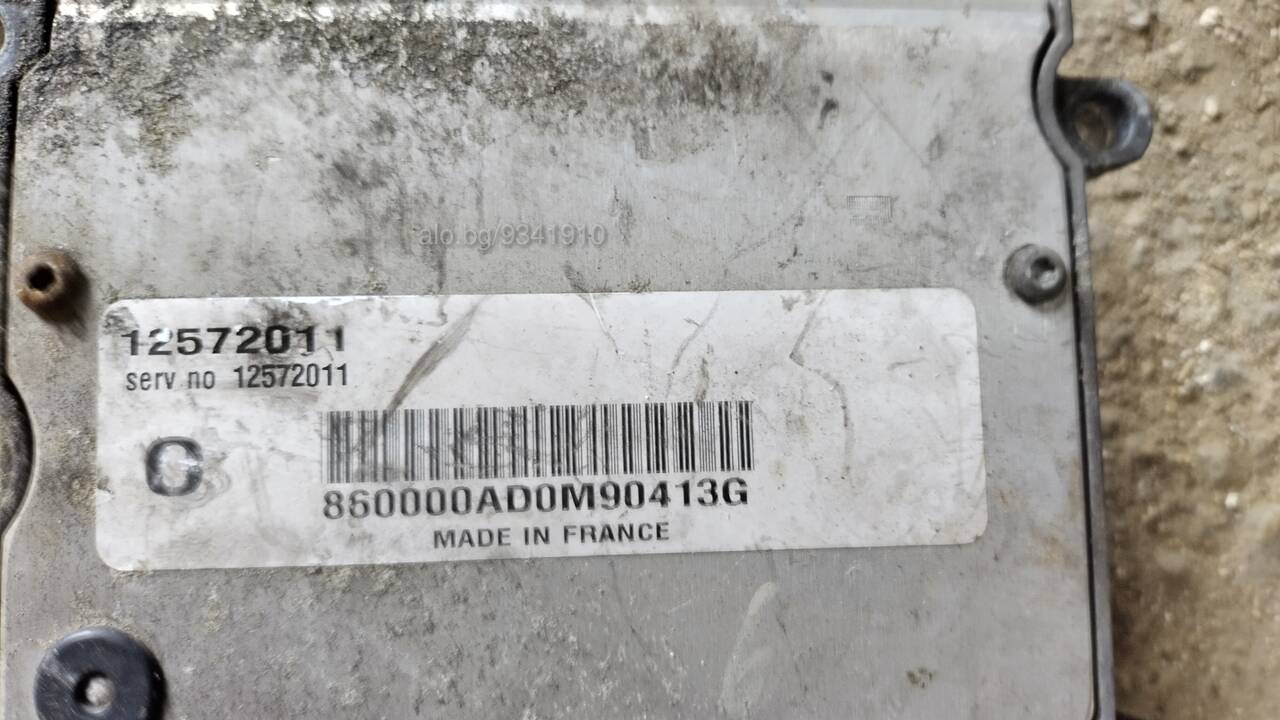 alo.bg/9341910
12572011
serv no 12572011
C
860000AD0M90413G
MADE IN FRANCE